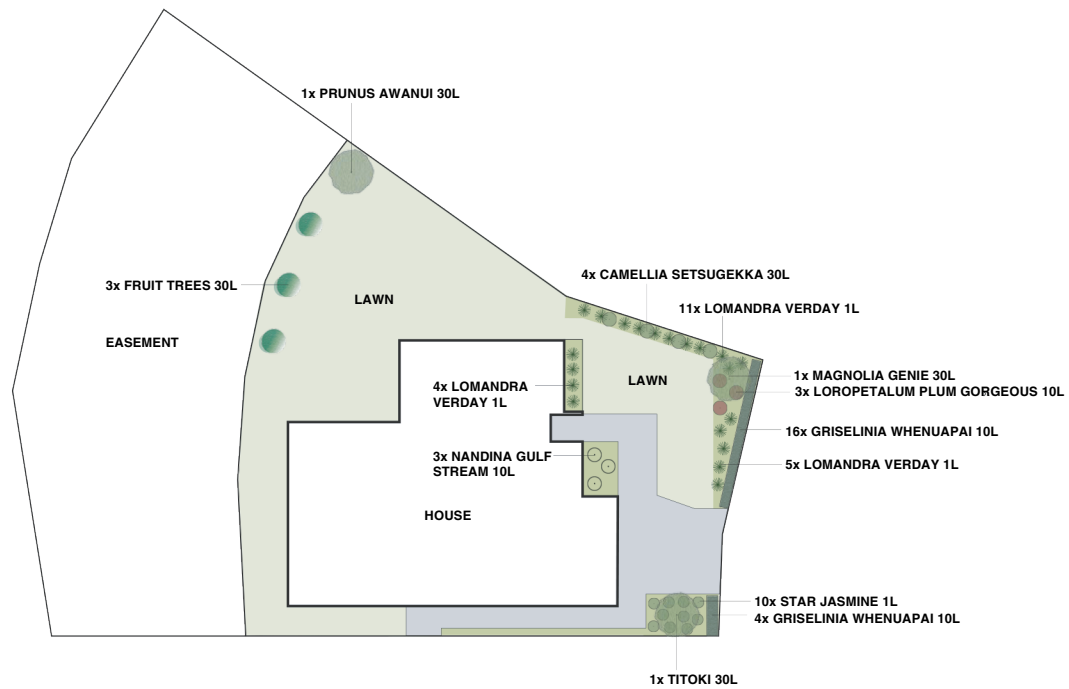 1x PRUNUS AWANUI 30L
4x CAMELLIA SETSUGEKKA 30L
3x FRUIT TREES 30L
LAWN
11x LOMANDRA VERDAY 1L
EASEMENT
LAWN
1x MAGNOLIA GENIE 30L
4x LOMANDRA
VERDAY 1L
3x LOROPETALUM PLUM GORGEOUS 10L
16x GRISELINIA WHENUAPAI 10L
3x NANDINA GULF
STREAM 10L
5x LOMANDRA VERDAY 1L
HOUSE
10x STAR JASMINE 1L
4x GRISELINIA WHENUAPAI 10L
1x TITOKI 30L